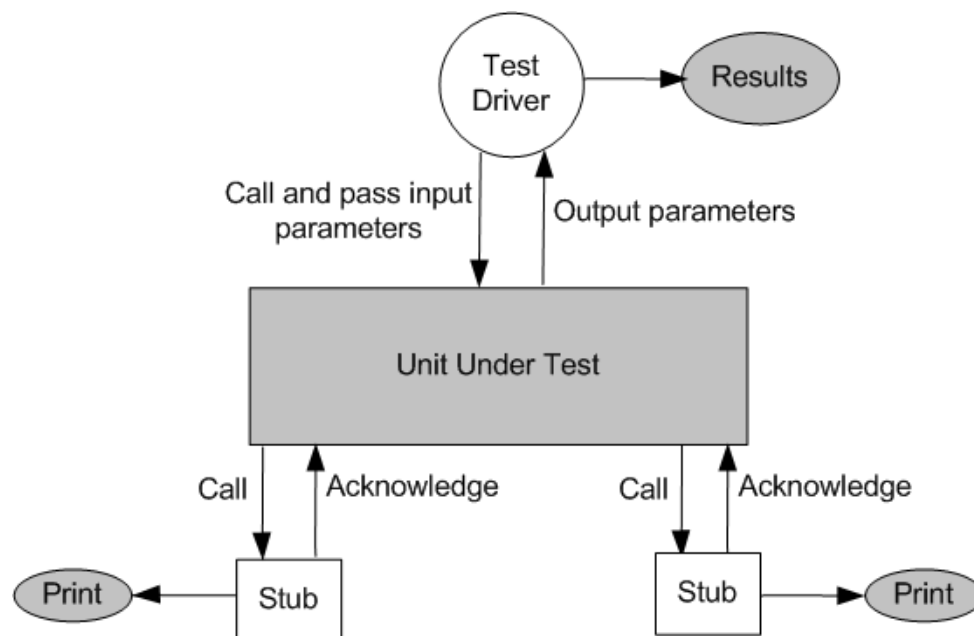 Test
Driver
Results
Call and pass input
parameters
Output parameters
Unit Under Test
Call
Acknowledge
Call
Acknowledge
Print
Stub
Stub
Print